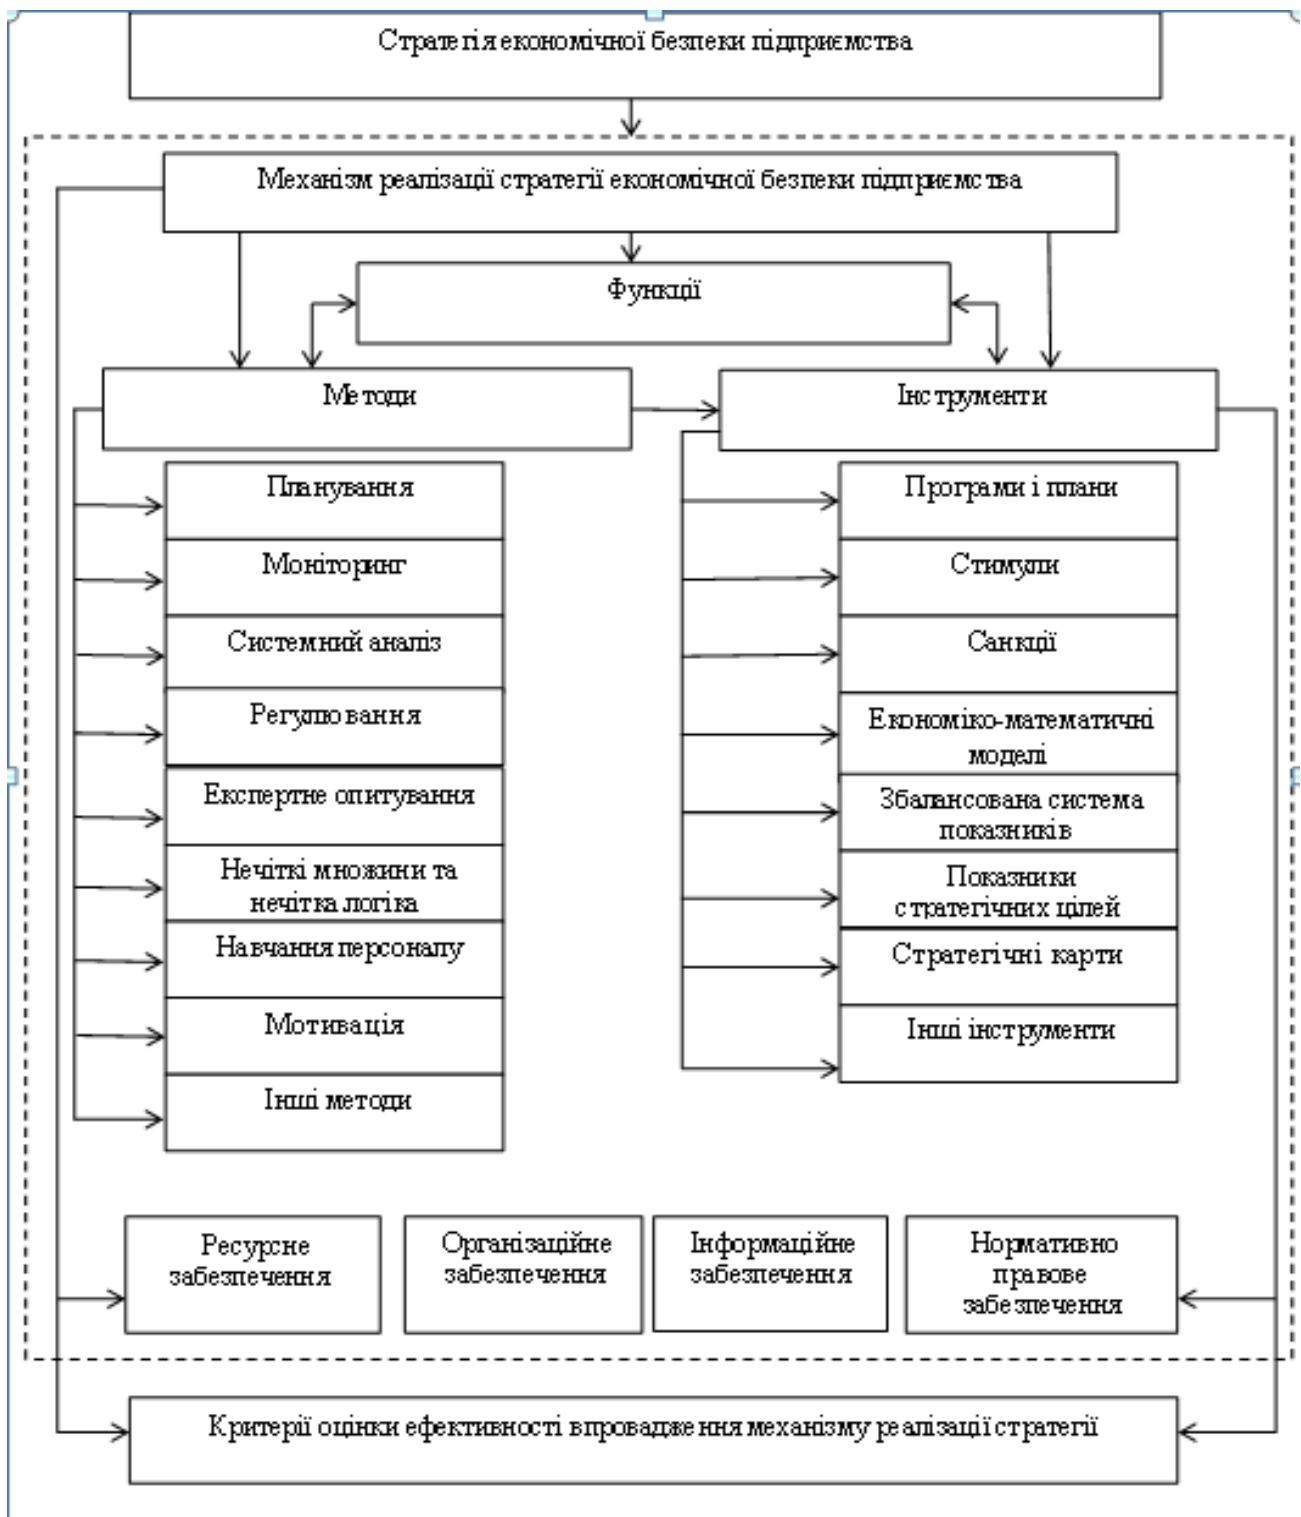 Стратегія економічної безпеки підприємства
Механізм реалізації стратегії економічної безпеки підприємства
Функції
Методи
Інструменти
Планування
Моніторинг
Системний аналіз
Регулювання
Експертне опитування
Нечіткі множини та
нечітка логіка
Навчання персоналу
Мотивація
Інші методи
Програми і плани
Стимули
Санкції
Економіко-математичні
моделі
Збалансована система
показників
Показники
стратегічних цілей
Стратегічні карти
Інші інструменти
Ресурсне
забезпечення
Організаційне
забезпечення
Інформаційне
забезпечення
Нормативно
правове
забезпечення
Критерії оцінки ефективності впровадження механізму реалізації стратегії